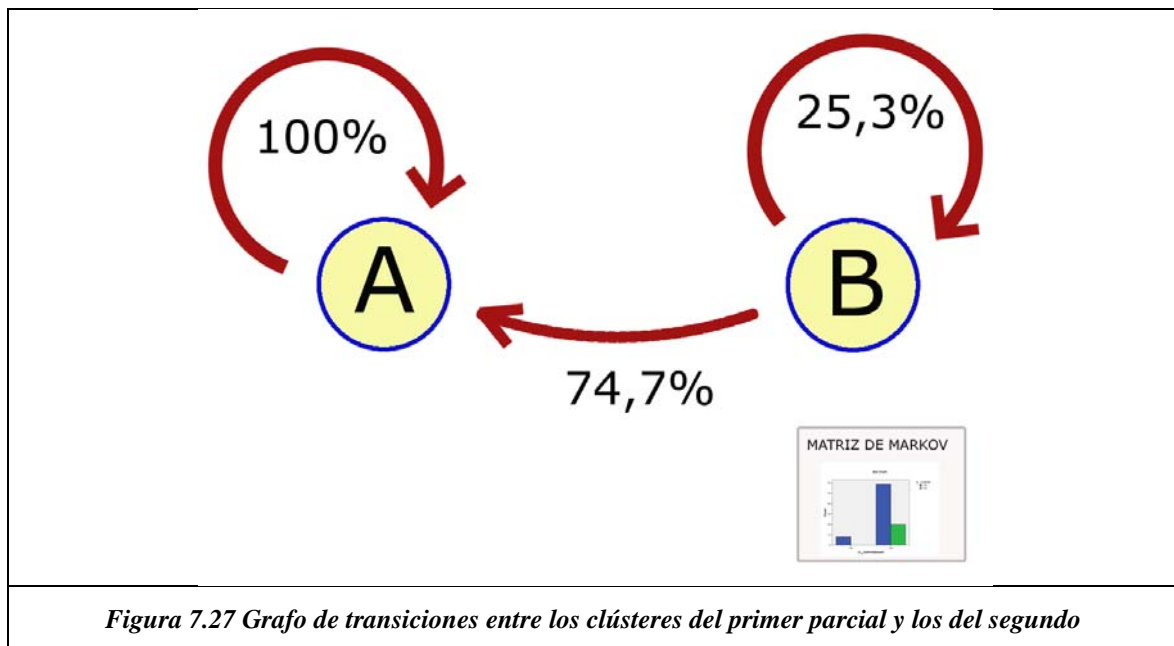 100%
25,3%
A
B
74,7%
MATRIZ DE MARKOV
Figura 7.27 Grafo de transiciones entre los clústeres del primer parcial y los del segundo